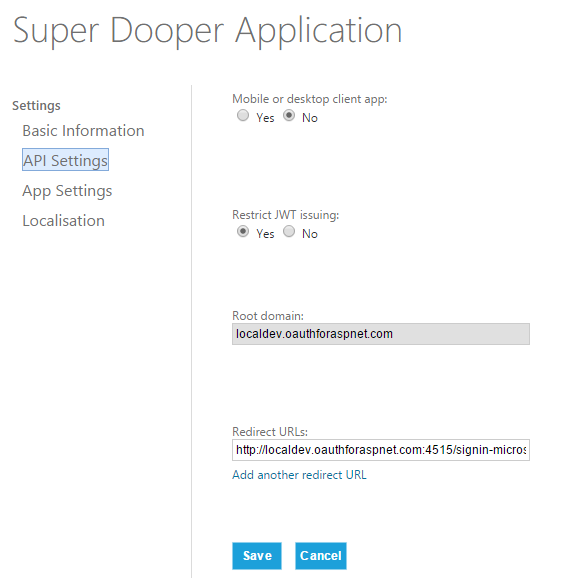 Super Dooper Application
Settings
Basic Information
API Settings
App Settings
Localisation
Mobile or desktop client app:
Yes No
Restrict JWT issuing:
Yes No
Root domain:
localdev.oauthforaspnet.com
Redirect URLs:
http://localdev.oauthforaspnet.com:4515/signin-micros
Add another redirect URL
Save Cancel